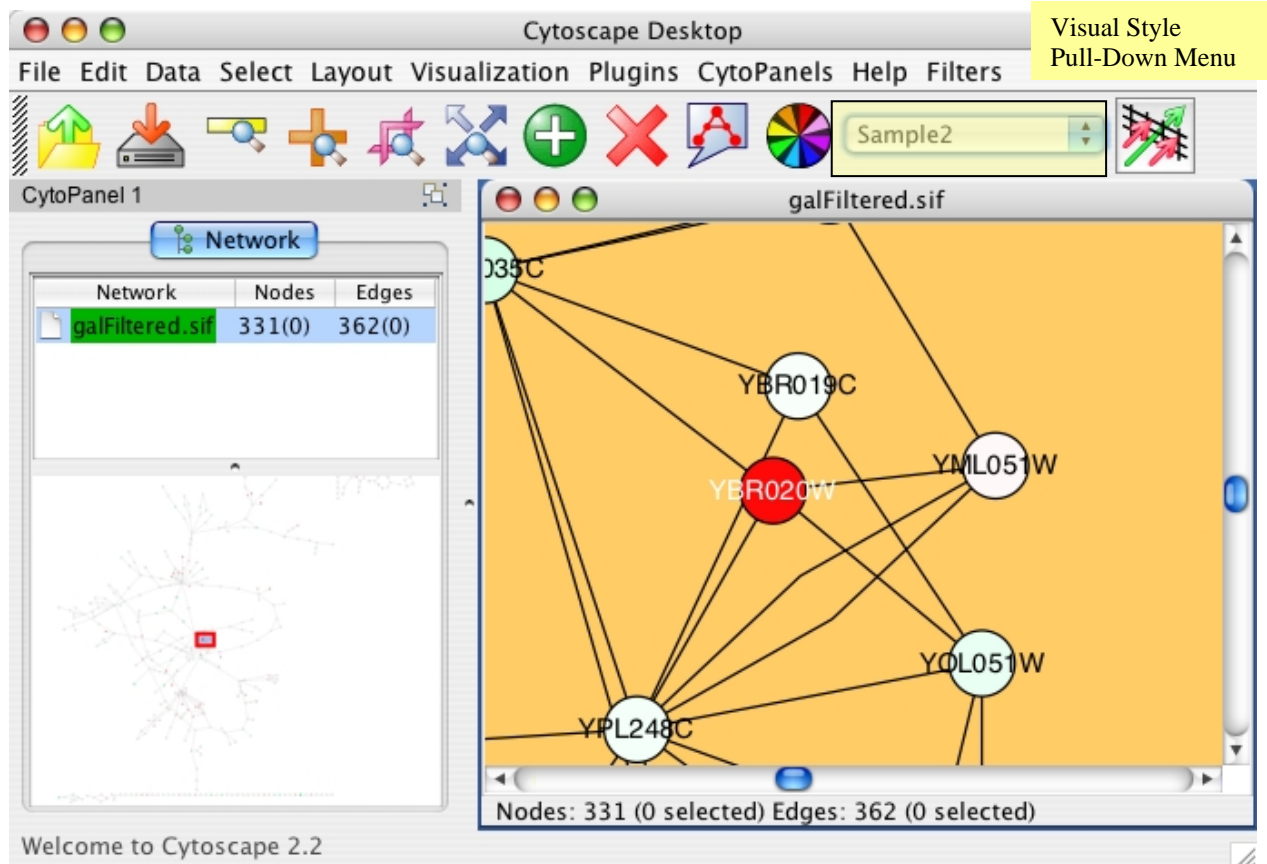 Cytoscape Desktop
Visual Style
Pull-Down Menu
File Edit Data Select Layout Visualization Plugins CytoPanels Help Filters
Sample2
CytoPanel 1
Network
Network Nodes Edges
galFiltered.sif 331(0) 362(0)
galFiltered.sif
035C
YBR019C
YML051W
YBR020W
YOL051W
YPL248C
Nodes: 331 (0 selected) Edges: 362 (0 selected)
Welcome to Cytoscape 2.2